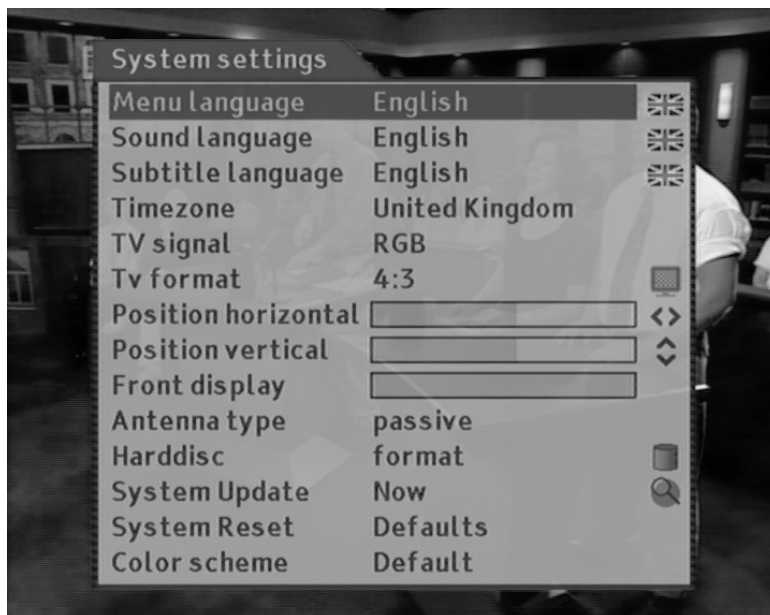 System settings
Menu language English
Sound language English
Subtitle language English
Timezone United Kingdom
TV signal RGB
Tv format 4:3
Position horizontal
Position vertical
Front display
Antenna type passive
Harddisc format
System Update Now
System Reset Defaults
Color scheme Default